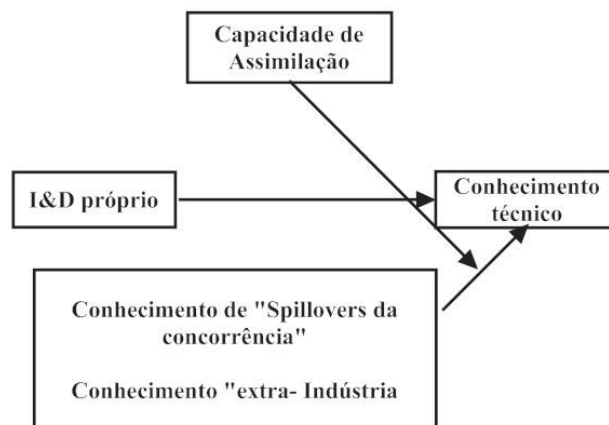 Capacidade de
Assimilação
I&D próprio
Conhecimento
técnico
Conhecimento de "Spillovers da
concorrência"
Conhecimento "extra- Indústria